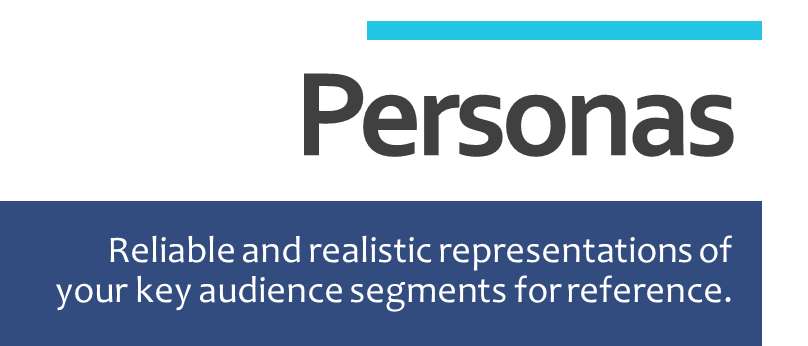 Personas
Reliable and realistic representations of
your key audience segments for reference.